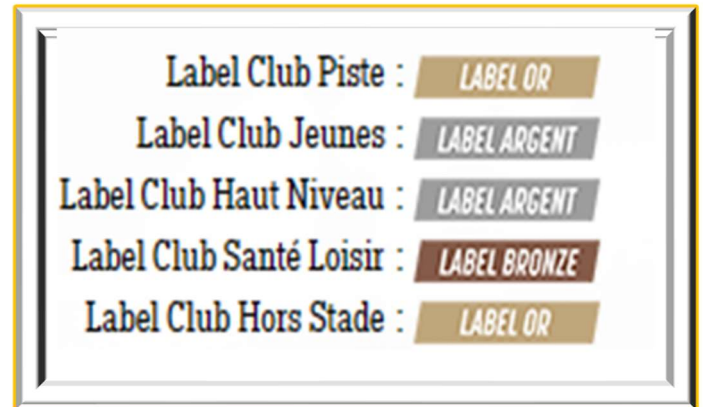 Label Club Piste : LABEL OR
Label Club Jeunes : LABEL ARGENT
Label Club Haut Niveau : LABEL ARGENT
Label Club Santé Loisir : LABEL BRONZE
Label Club Hors Stade : LABEL OR